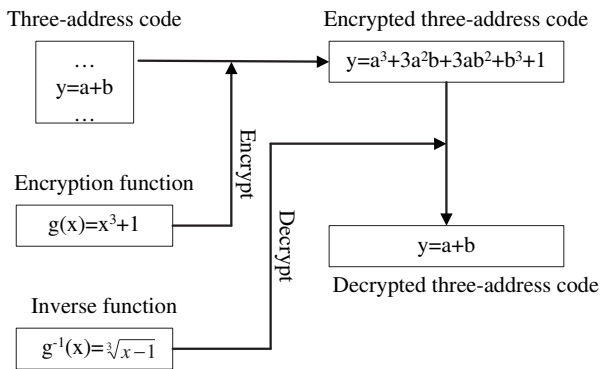 Three-address code
…
y=a+b
…
Encrypted three-address code
y=a³+3a²b+3ab²+b³+1
Encrypt
Encryption function
g(x)=x³+1
Decrypt
y=a+b
Decrypted three-address code
Inverse function
g⁻¹(x)=∛(x−1)